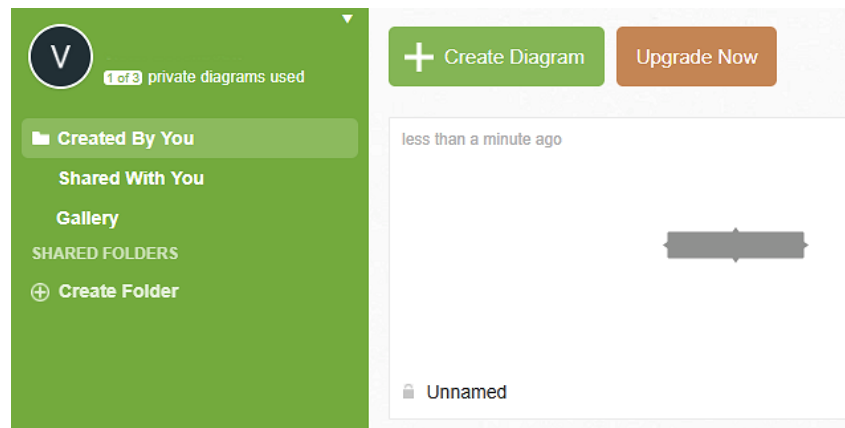 V
1 of 3 private diagrams used
Created By You
Shared With You
Gallery
SHARED FOLDERS
Create Folder
Create Diagram
Upgrade Now
less than a minute ago
Unnamed